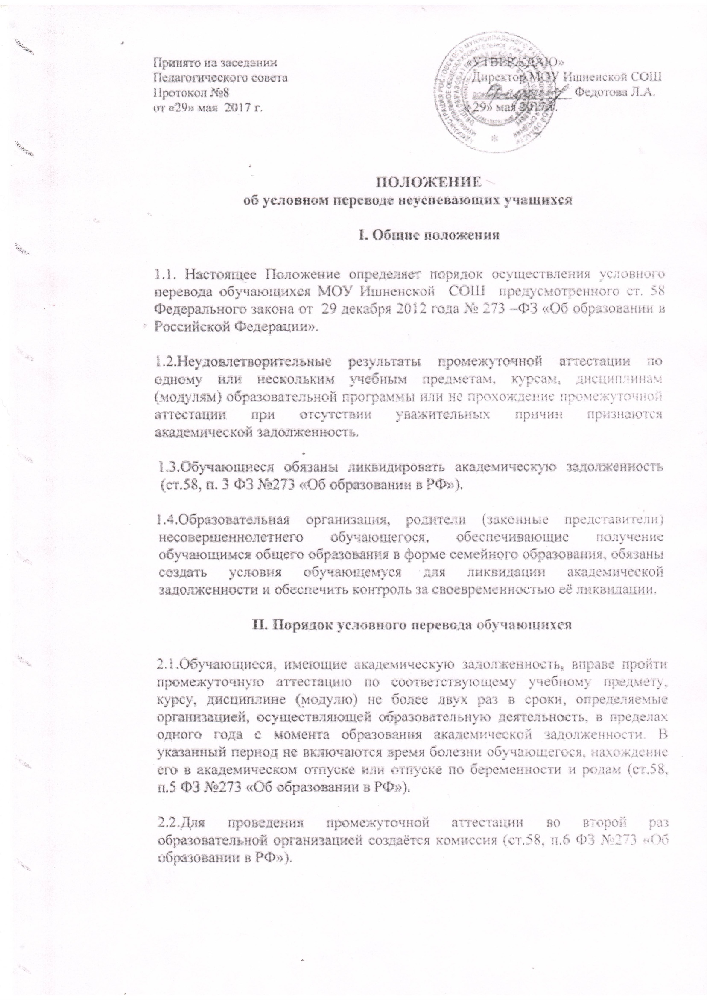 Принято на заседании
Педагогического совета
Протокол №8
от «29» мая 2017 г.
«УТВЕРЖДАЮ»
Директор МОУ Ишненской СОШ
Федотова Л.А.
«29» мая 2017 г.
ПОЛОЖЕНИЕ
об условном переводе неуспевающих учащихся
I. Общие положения
1.1. Настоящее Положение определяет порядок осуществления условного
перевода обучающихся МОУ Ишненской СОШ предусмотренного ст. 58
Федерального закона от 29 декабря 2012 года № 273 –ФЗ «Об образовании в
Российской Федерации».
1.2.Неудовлетворительные результаты промежуточной аттестации по
одному или нескольким учебным предметам, курсам, дисциплинам
(модулям) образовательной программы или не прохождение промежуточной
аттестации при отсутствии уважительных причин признаются
академической задолженность.
1.3.Обучающиеся обязаны ликвидировать академическую задолженность
(ст.58, п. 3 ФЗ №273 «Об образовании в РФ»).
1.4.Образовательная организация, родители (законные представители)
несовершеннолетнего обучающегося, обеспечивающие получение
обучающимся общего образования в форме семейного образования, обязаны
создать условия обучающемуся для ликвидации академической
задолженности и обеспечить контроль за своевременностью её ликвидации.
II. Порядок условного перевода обучающихся
2.1.Обучающиеся, имеющие академическую задолженность, вправе пройти
промежуточную аттестацию по соответствующему учебному предмету,
курсу, дисциплине (модулю) не более двух раз в сроки, определяемые
организацией, осуществляющей образовательную деятельность, в пределах
одного года с момента образования академической задолженности. В
указанный период не включаются время болезни обучающегося, нахождение
его в академическом отпуске или отпуске по беременности и родам (ст.58,
п.5 ФЗ №273 «Об образовании в РФ»).
2.2.Для проведения промежуточной аттестации во второй раз
образовательной организацией создаётся комиссия (ст.58, п.6 ФЗ №273 «Об
образовании в РФ»).